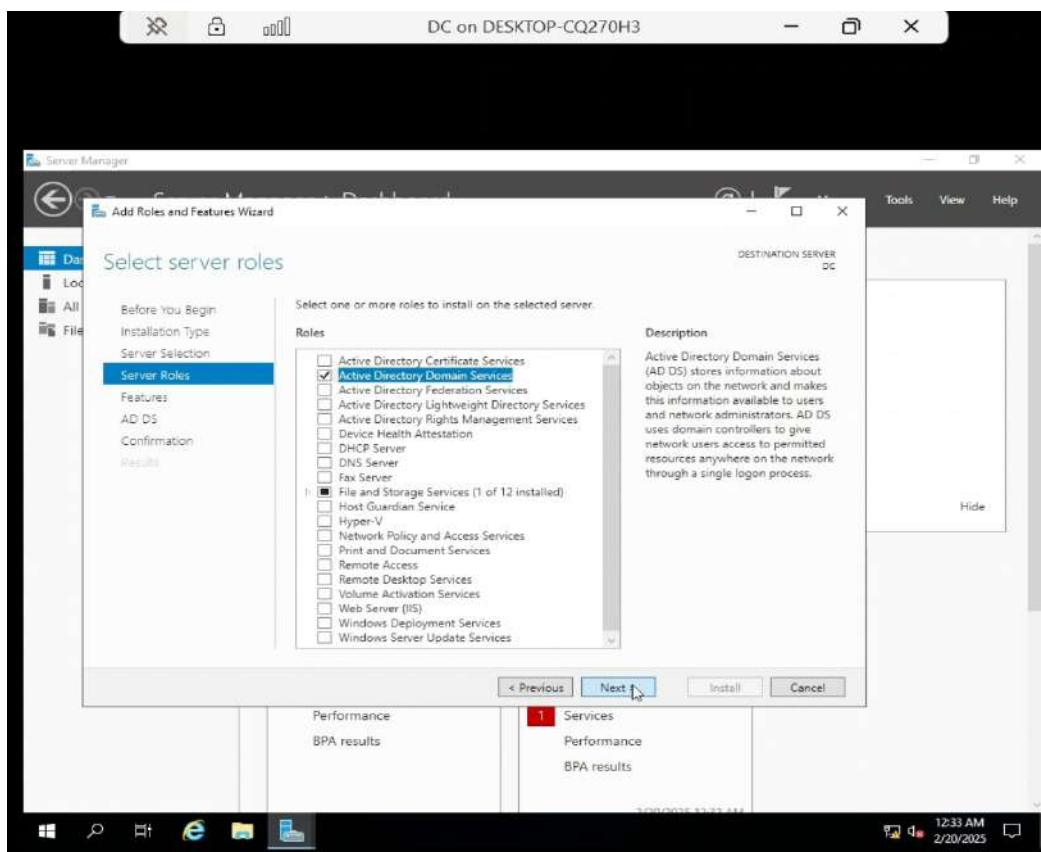 DC on DESKTOP-CQ270H3
Server Manager
Tools View Help
Add Roles and Features Wizard
Select server roles
DESTINATION SERVER
DC
Before You Begin
Installation Type
Server Selection
Server Roles
Features
AD DS
Confirmation
Results
Select one or more roles to install on the selected server.
Roles
Active Directory Certificate Services
Active Directory Domain Services
Active Directory Federation Services
Active Directory Lightweight Directory Services
Active Directory Rights Management Services
Device Health Attestation
DHCP Server
DNS Server
Fax Server
File and Storage Services (1 of 12 installed)
Host Guardian Service
Hyper-V
Network Policy and Access Services
Print and Document Services
Remote Access
Remote Desktop Services
Volume Activation Services
Web Server (IIS)
Windows Deployment Services
Windows Server Update Services
Description
Active Directory Domain Services
(AD DS) stores information about
objects on the network and makes
this information available to users
and network administrators. AD DS
uses domain controllers to give
network users access to permitted
resources anywhere on the network
through a single logon process.
Hide
< Previous Next > Install Cancel
Performance
BPA results
1 Services
Performance
BPA results
12:33 AM
2/20/2025